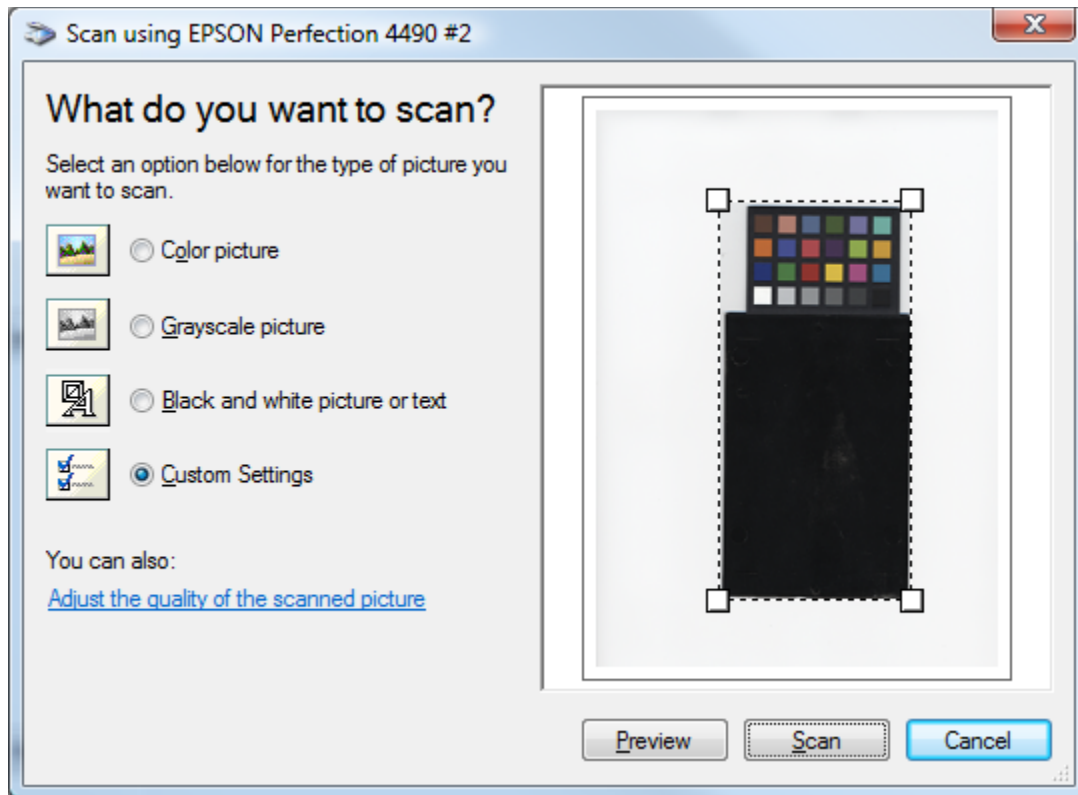 Scan using EPSON Perfection 4490 #2
What do you want to scan?
Select an option below for the type of picture you
want to scan.
Color picture
Grayscale picture
Black and white picture or text
Custom Settings
You can also:
Adjust the quality of the scanned picture
Preview
Scan
Cancel